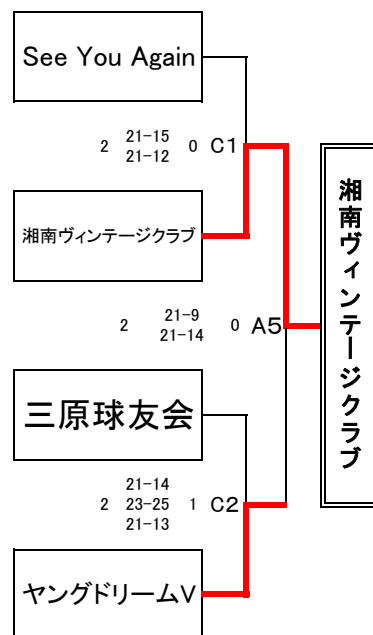 See You Again
2 21-15 0 C1
21-12
湘南ヴィンテージクラブ
湘南ヴィンテージクラブ
2 21-9 0 A5
21-14
三原球友会
21-14
2 23-25 1 C2
21-13
ヤングドリームV